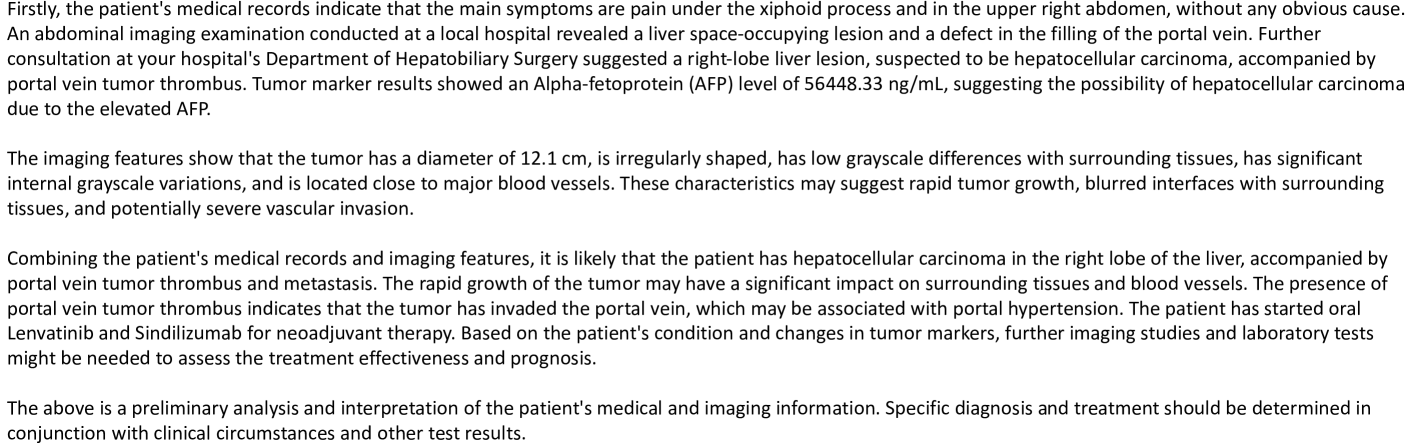 Firstly, the patient's medical records indicate that the main symptoms are pain under the xiphoid process and in the upper right abdomen, without any obvious cause.
An abdominal imaging examination conducted at a local hospital revealed a liver space-occupying lesion and a defect in the filling of the portal vein. Further
consultation at your hospital's Department of Hepatobiliary Surgery suggested a right-lobe liver lesion, suspected to be hepatocellular carcinoma, accompanied by
portal vein tumor thrombus. Tumor marker results showed an Alpha-fetoprotein (AFP) level of 56448.33 ng/mL, suggesting the possibility of hepatocellular carcinoma
due to the elevated AFP.
The imaging features show that the tumor has a diameter of 12.1 cm, is irregularly shaped, has low grayscale differences with surrounding tissues, has significant
internal grayscale variations, and is located close to major blood vessels. These characteristics may suggest rapid tumor growth, blurred interfaces with surrounding
tissues, and potentially severe vascular invasion.
Combining the patient's medical records and imaging features, it is likely that the patient has hepatocellular carcinoma in the right lobe of the liver, accompanied by
portal vein tumor thrombus and metastasis. The rapid growth of the tumor may have a significant impact on surrounding tissues and blood vessels. The presence of
portal vein tumor thrombus indicates that the tumor has invaded the portal vein, which may be associated with portal hypertension. The patient has started oral
Lenvatinib and Sindilizumab for neoadjuvant therapy. Based on the patient's condition and changes in tumor markers, further imaging studies and laboratory tests
might be needed to assess the treatment effectiveness and prognosis.
The above is a preliminary analysis and interpretation of the patient's medical and imaging information. Specific diagnosis and treatment should be determined in
conjunction with clinical circumstances and other test results.